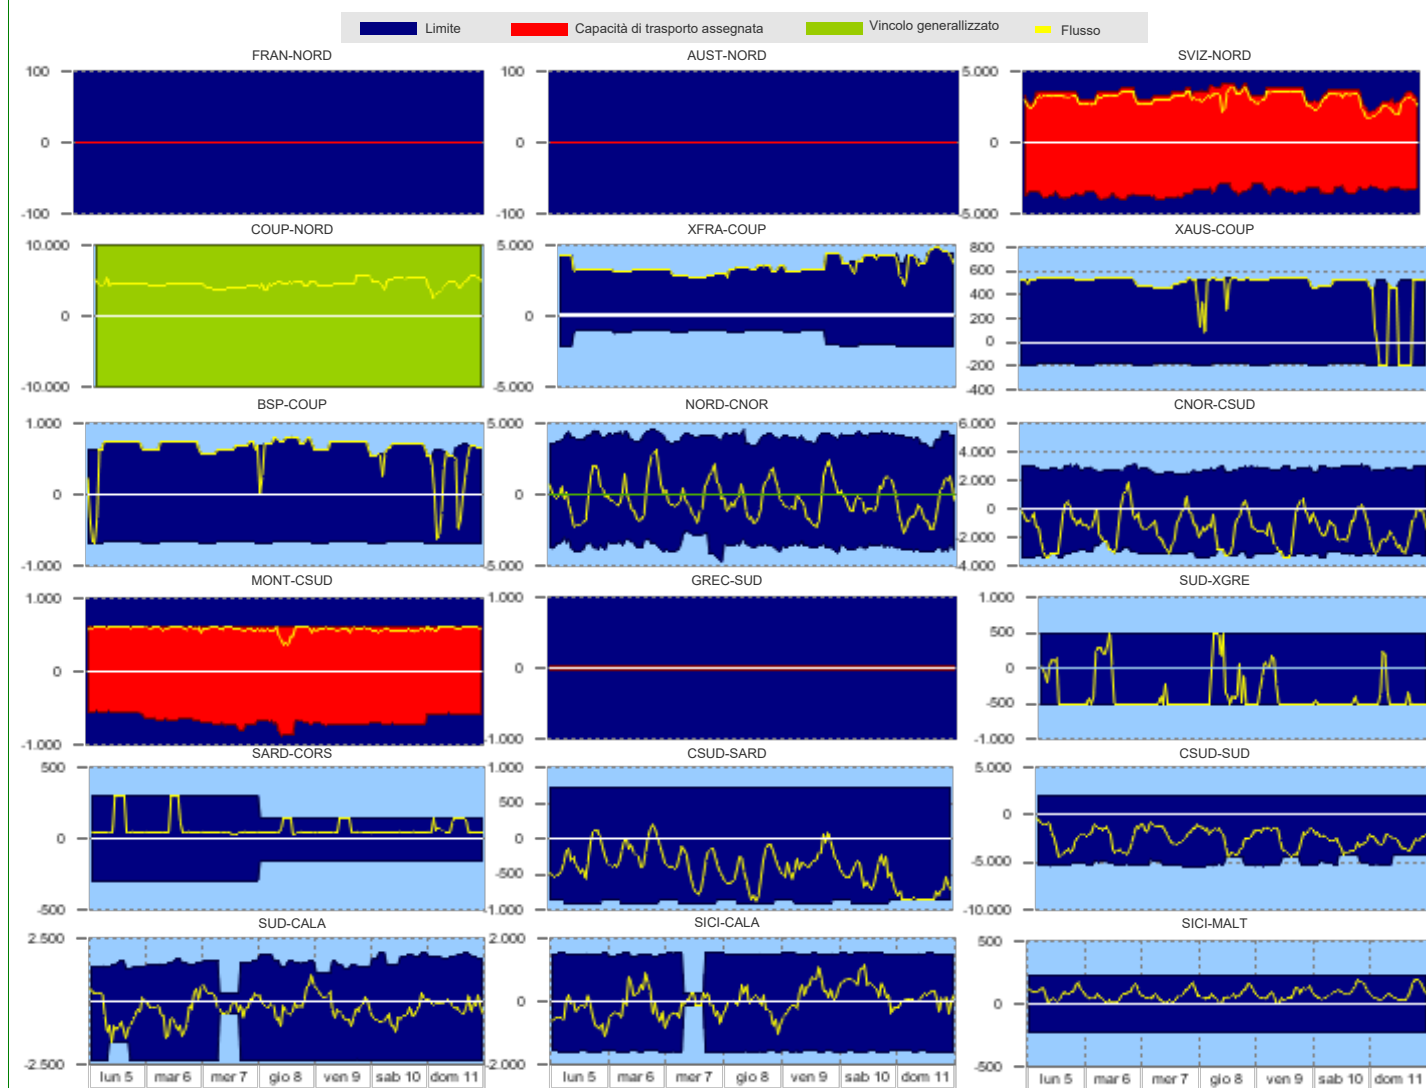 Limite Capacità di trasporto assegnata Vincolo generallizzato Flusso
FRAN-NORD AUST-NORD SVIZ-NORD
100 100 5.000
0 0 0
-100 -100 -5.000
COUP-NORD XFRA-COUP XAUS-COUP
10.000 5.000 800
600
400
0 0 200
0
-200
-10.000 -5.000 -400
BSP-COUP NORD-CNOR CNOR-CSUD
1.000 5.000 6.000
4.000
2.000
0 0 0
-2.000
-1.000 -5.000 -4.000
MONT-CSUD GREC-SUD SUD-XGRE
1.000 1.000 1.000
500
0 0 0
-500
-1.000 -1.000 -1.000
SARD-CORS CSUD-SARD CSUD-SUD
500 1.000 5.000
500 0
0 0
-500 -5.000
-500 -1.000 -10.000
SUD-CALA SICI-CALA SICI-MALT
2.500 2.000 500
0 0 0
-2.500 -2.000 -500
lun 5 mar 6 mer 7 gio 8 ven 9 sab 10 dom 11 lun 5 mar 6 mer 7 gio 8 ven 9 sab 10 dom 11 lun 5 mar 6 mer 7 gio 8 ven 9 sab 10 dom 11